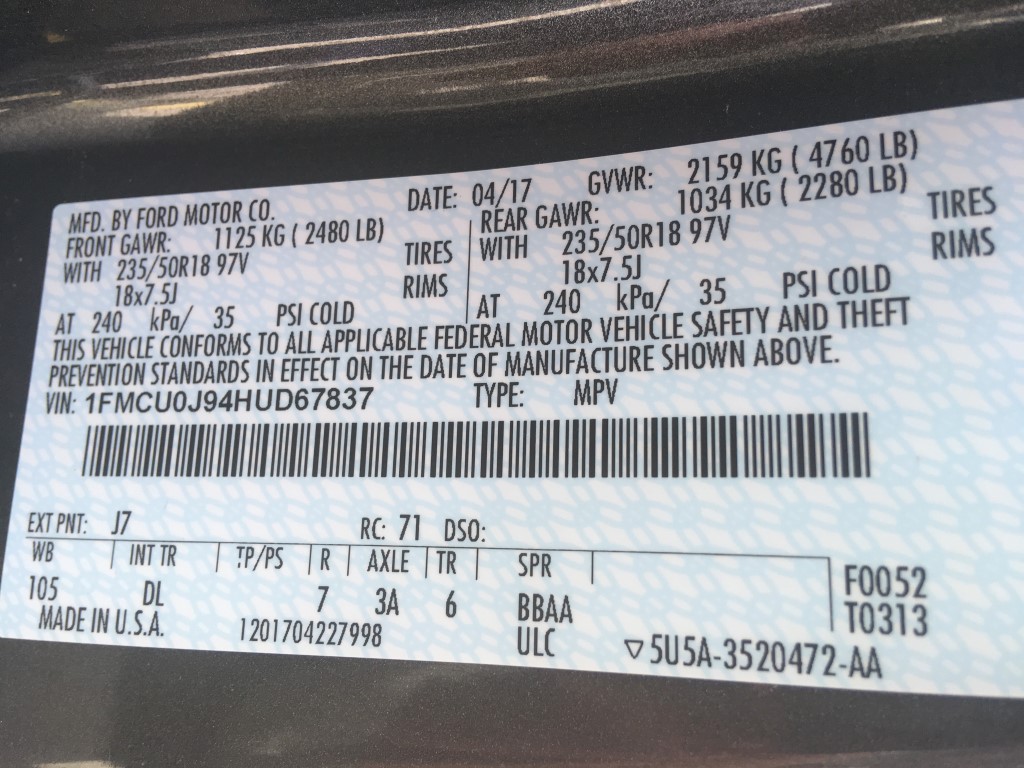 MFD. BY FORD MOTOR CO. DATE: 04/17 GVWR: 2159 KG ( 4760 LB)
FRONT GAWR: 1125 KG ( 2480 LB) REAR GAWR: 1034 KG ( 2280 LB)
WITH 235/50R18 97V TIRES WITH 235/50R18 97V TIRES
18x7.5J RIMS 18x7.5J RIMS
AT 240 kPa/ 35 PSI COLD AT 240 kPa/ 35 PSI COLD
THIS VEHICLE CONFORMS TO ALL APPLICABLE FEDERAL MOTOR VEHICLE SAFETY AND THEFT
PREVENTION STANDARDS IN EFFECT ON THE DATE OF MANUFACTURE SHOWN ABOVE.
VIN: 1FMCU0J94HUD67837 TYPE: MPV
EXT PNT: J7 RC: 71 DSO:
WB | INT TR | TP/PS | R | AXLE | TR | SPR |
105 DL 7 3A 6 BBAA F0052
MADE IN U.S.A. 1201704227998 ULC T0313
▽5U5A-3520472-AA